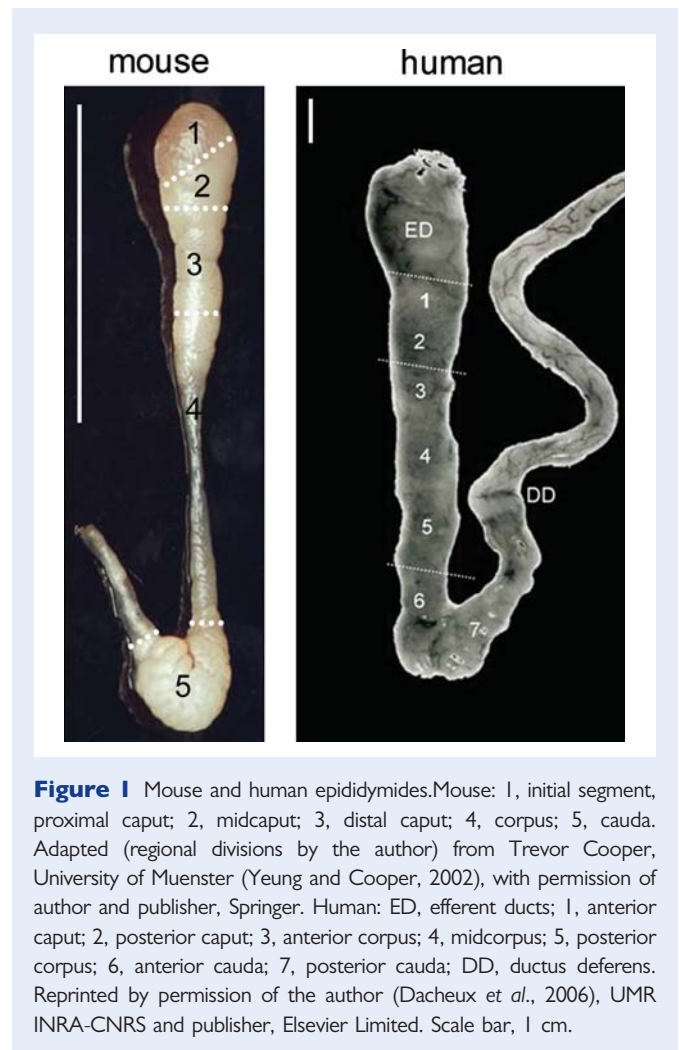 mouse
human
1
2
3
4
5
ED
1
2
3
4
5
6
7
DD
Figure 1 Mouse and human epididymides.Mouse: 1, initial segment,
proximal caput; 2, midcaput; 3, distal caput; 4, corpus; 5, cauda.
Adapted (regional divisions by the author) from Trevor Cooper,
University of Muenster (Yeung and Cooper, 2002), with permission of
author and publisher, Springer. Human: ED, efferent ducts; 1, anterior
caput; 2, posterior caput; 3, anterior corpus; 4, midcorpus; 5, posterior
corpus; 6, anterior cauda; 7, posterior cauda; DD, ductus deferens.
Reprinted by permission of the author (Dacheux et al., 2006), UMR
INRA-CNRS and publisher, Elsevier Limited. Scale bar, 1 cm.